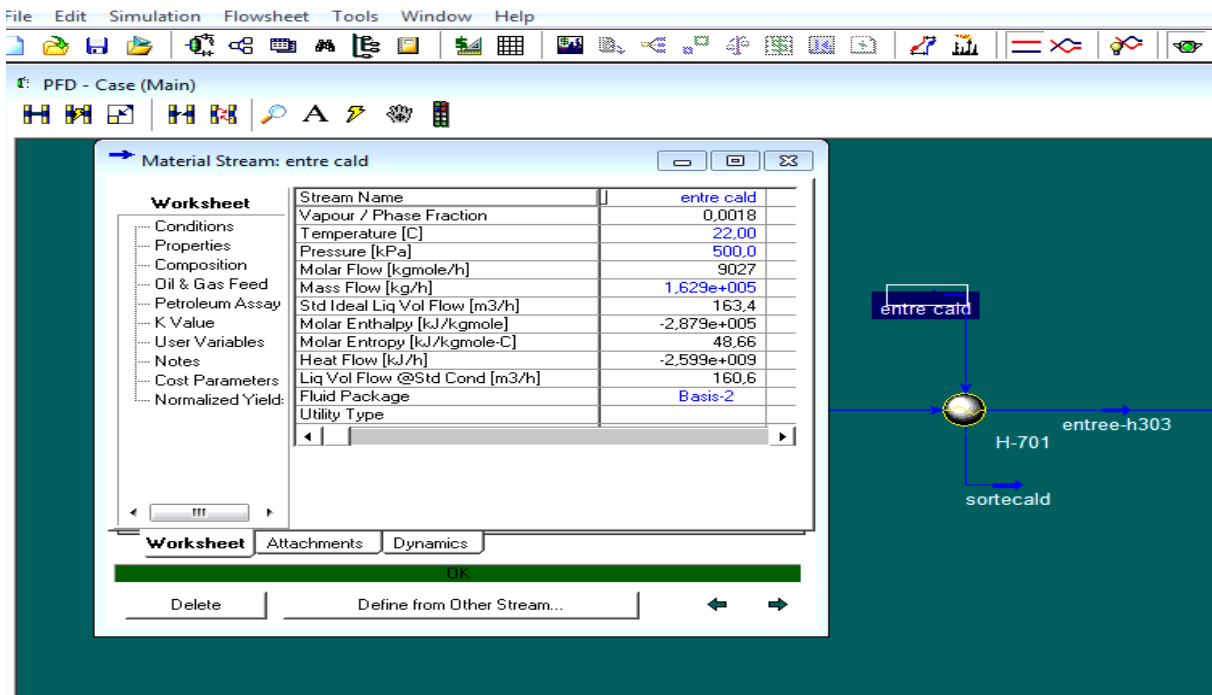 File Edit Simulation Flowsheet Tools Window Help
PFD - Case (Main)
A
Material Stream: entre cald
Worksheet
Conditions
Properties
Composition
Oil & Gas Feed
Petroleum Assay
K Value
User Variables
Notes
Cost Parameters
Normalized Yield:
Stream Name entre cald
Vapour / Phase Fraction 0,0018
Temperature [C] 22,00
Pressure [kPa] 500,0
Molar Flow [kgmole/h] 9027
Mass Flow [kg/h] 1,629e+005
Std Ideal Liq Vol Flow [m3/h] 163,4
Molar Enthalpy [kJ/kgmole] -2,879e+005
Molar Entropy [kJ/kgmole-C] 48,66
Heat Flow [kJ/h] -2,599e+009
Liq Vol Flow @Std Cond [m3/h] 160,6
Fluid Package Basis-2
Utility Type
Worksheet Attachments Dynamics
OK
Delete Define from Other Stream...
entre cald
H-701
entree-h303
sortecald